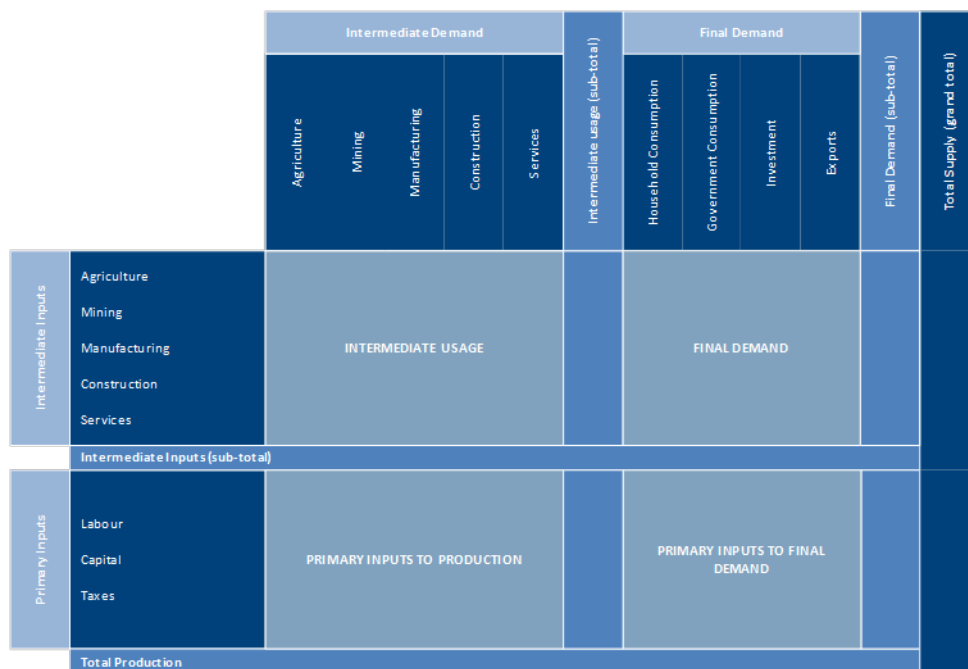 Intermediate Demand
Final Demand
Agriculture
Mining
Manufacturing
Construction
Services
Intermediate usage (sub-total)
Household Consumption
Government Consumption
Investment
Exports
Final Demand (sub-total)
Total Supply (grand total)
Intermediate Inputs
Agriculture
Mining
Manufacturing
Construction
Services
INTERMEDIATE USAGE
FINAL DEMAND
Intermediate Inputs (sub-total)
Primary Inputs
Labour
Capital
Taxes
PRIMARY INPUTS TO PRODUCTION
PRIMARY INPUTS TO FINAL
DEMAND
Total Production